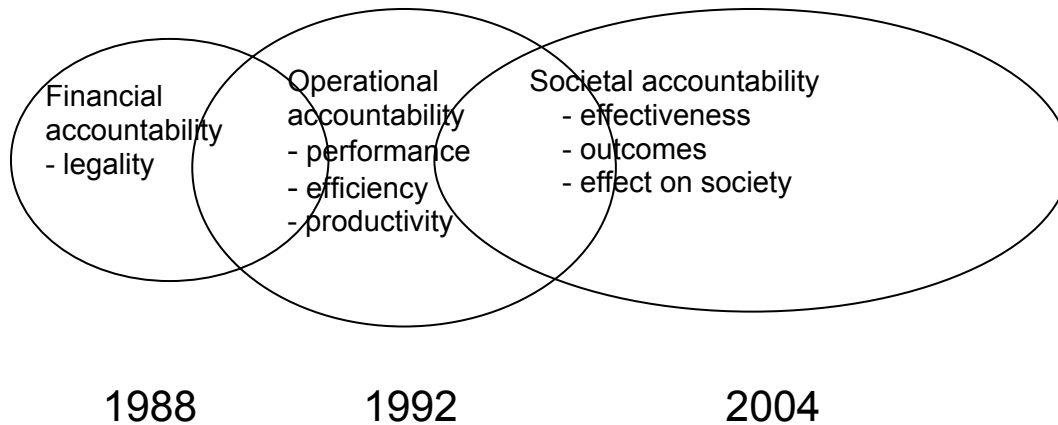 Financial
accountability
- legality
Operational
accountability
- performance
- efficiency
- productivity
Societal accountability
- effectiveness
- outcomes
- effect on society
1988
1992
2004